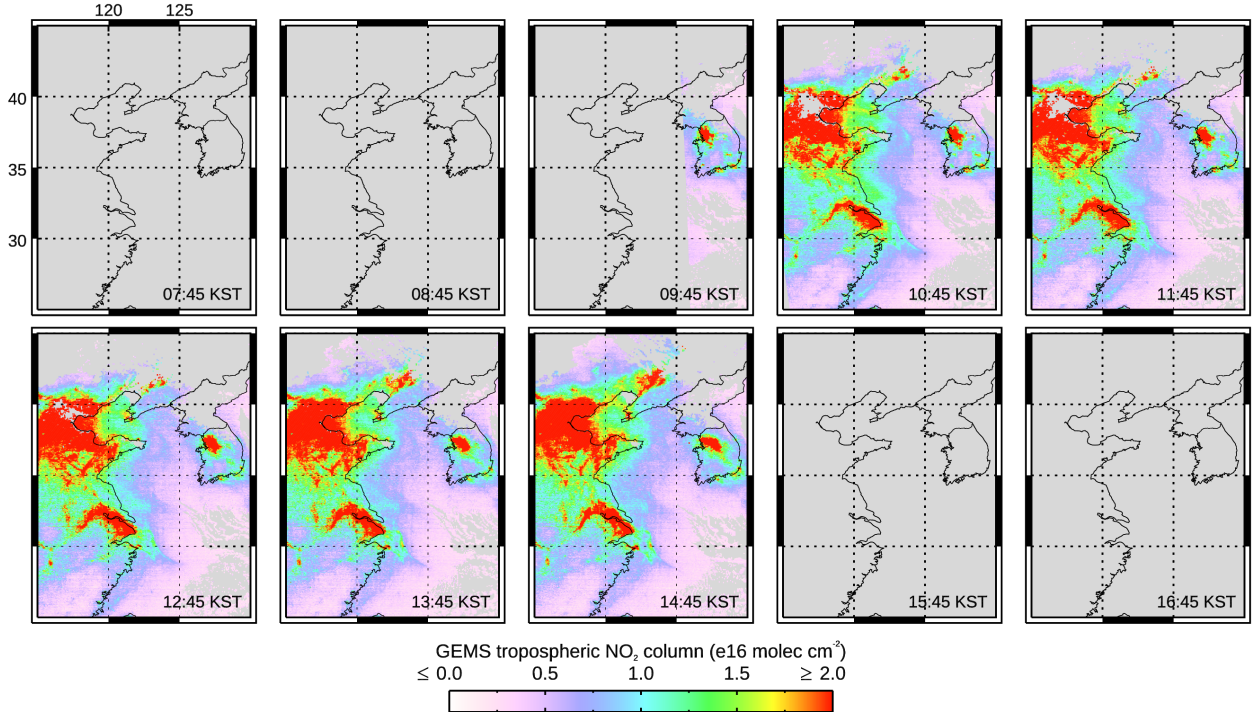 120 125
40
35
30
07:45 KST 08:45 KST 09:45 KST 10:45 KST 11:45 KST
12:45 KST 13:45 KST 14:45 KST 15:45 KST 16:45 KST
GEMS tropospheric NO₂ column (e16 molec cm⁻²)
≤ 0.0 0.5 1.0 1.5 ≥ 2.0